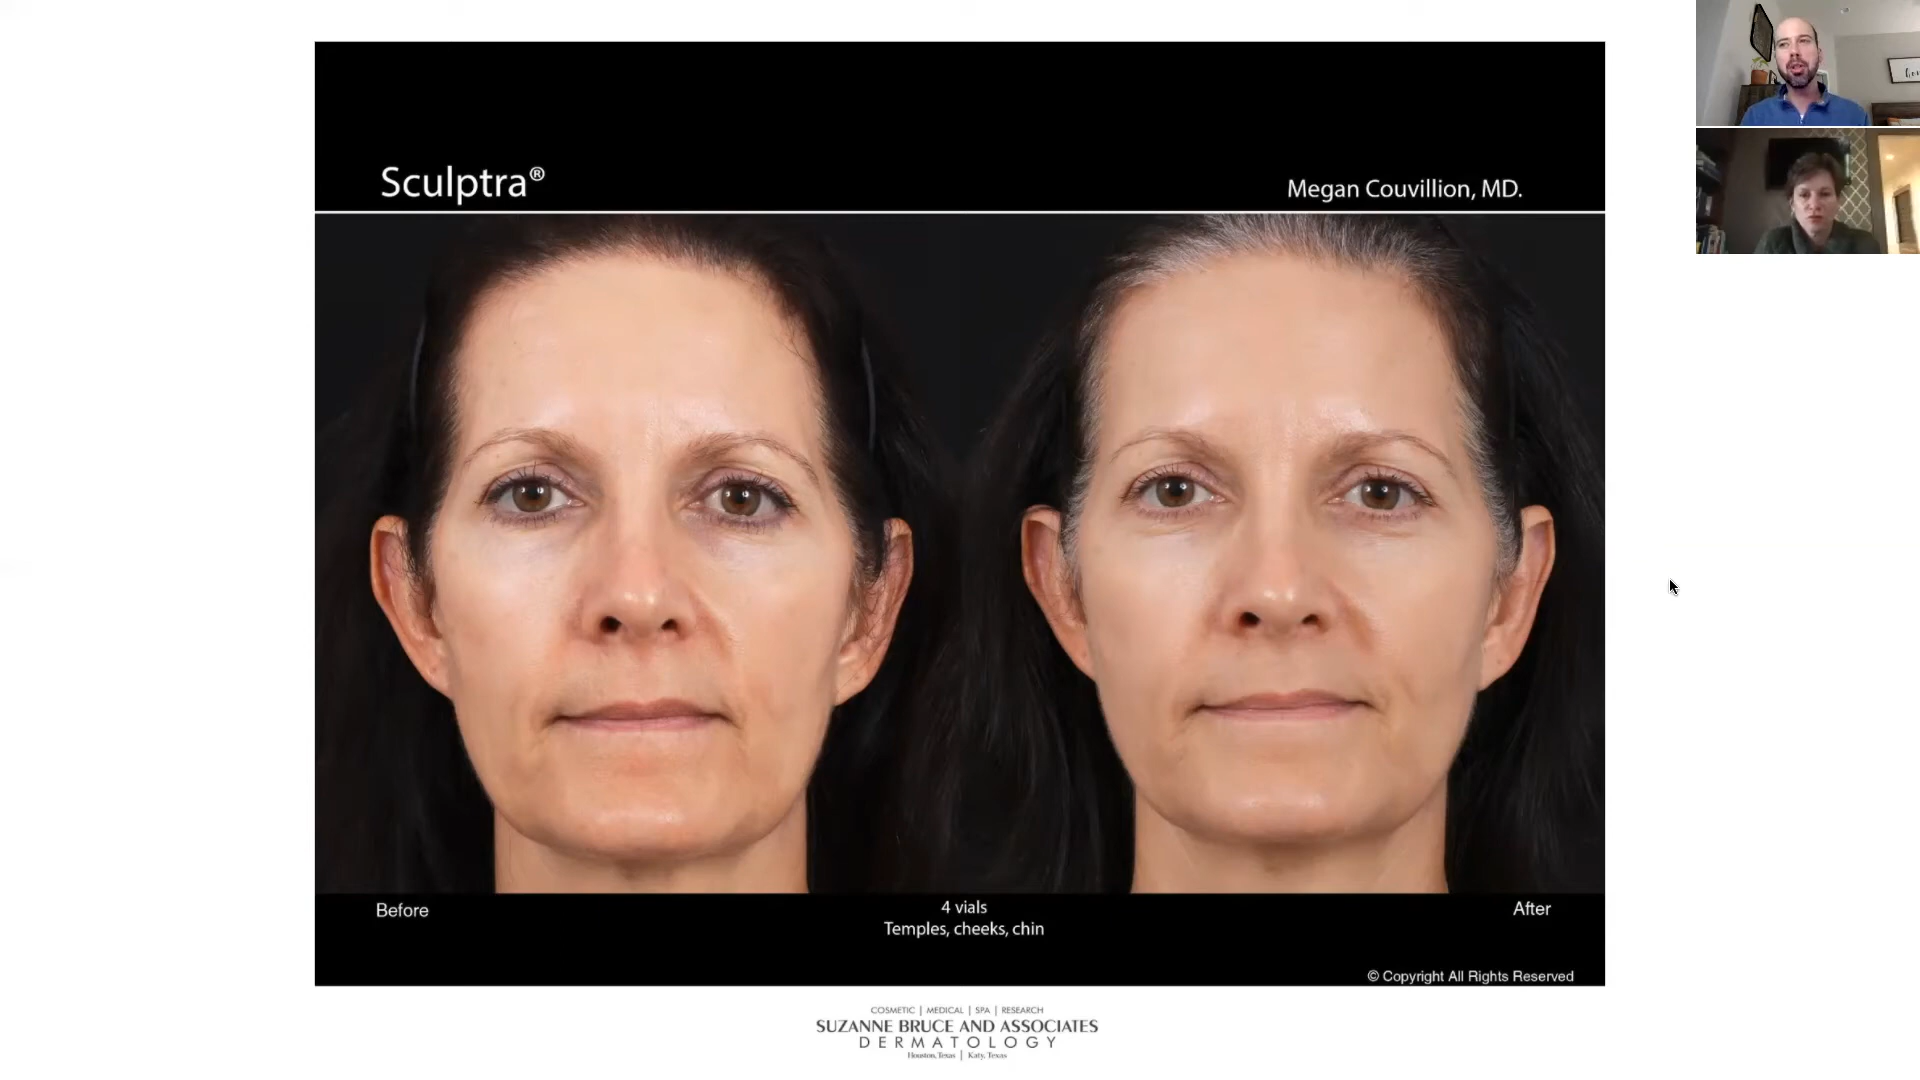 Sculptra®
Megan Couvillion, MD.
Before
4 vials
Temples, cheeks, chin
After
© Copyright All Rights Reserved
COSMETIC | MEDICAL | SPA | RESEARCH
SUZANNE BRUCE AND ASSOCIATES
DERMATOLOGY
Houston, Texas | Katy, Texas